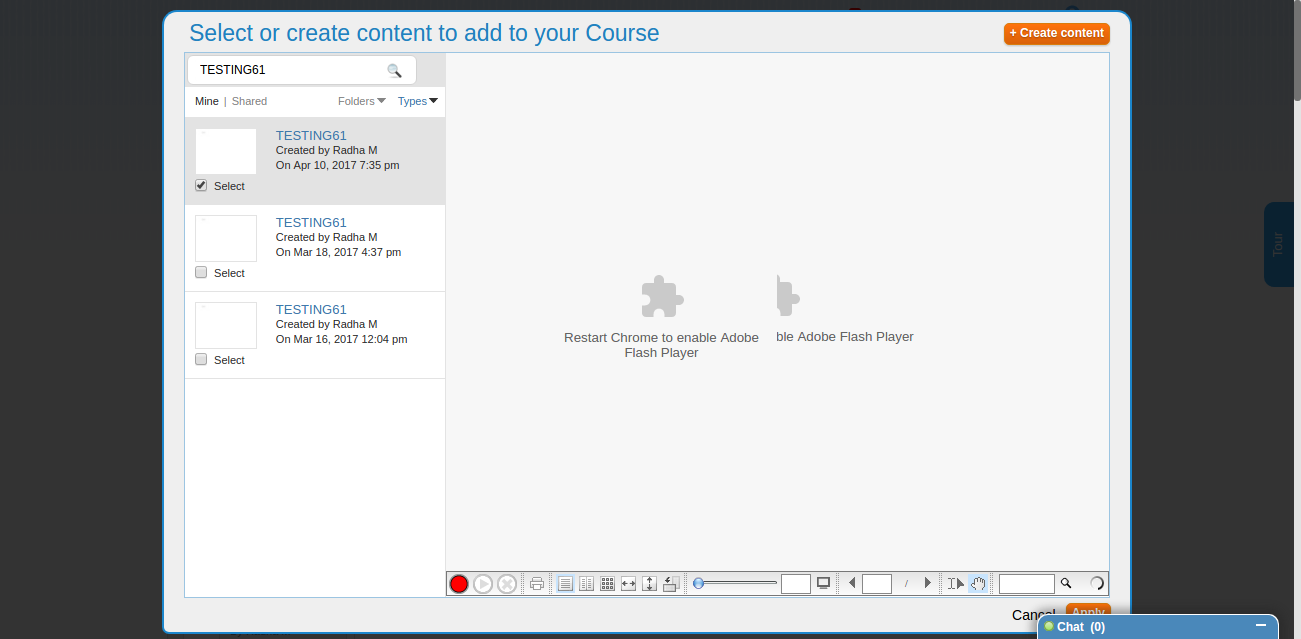 Select or create content to add to your Course
+ Create content
TESTING61
Mine | Shared
Folders
Types
TESTING61
Created by Radha M
On Apr 10, 2017 7:35 pm
Select
TESTING61
Created by Radha M
On Mar 18, 2017 4:37 pm
Select
TESTING61
Created by Radha M
On Mar 16, 2017 12:04 pm
Select
Restart Chrome to enable Adobe
Flash Player
ble Adobe Flash Player
/
Tour
Cancel
Apply
Chat (0)